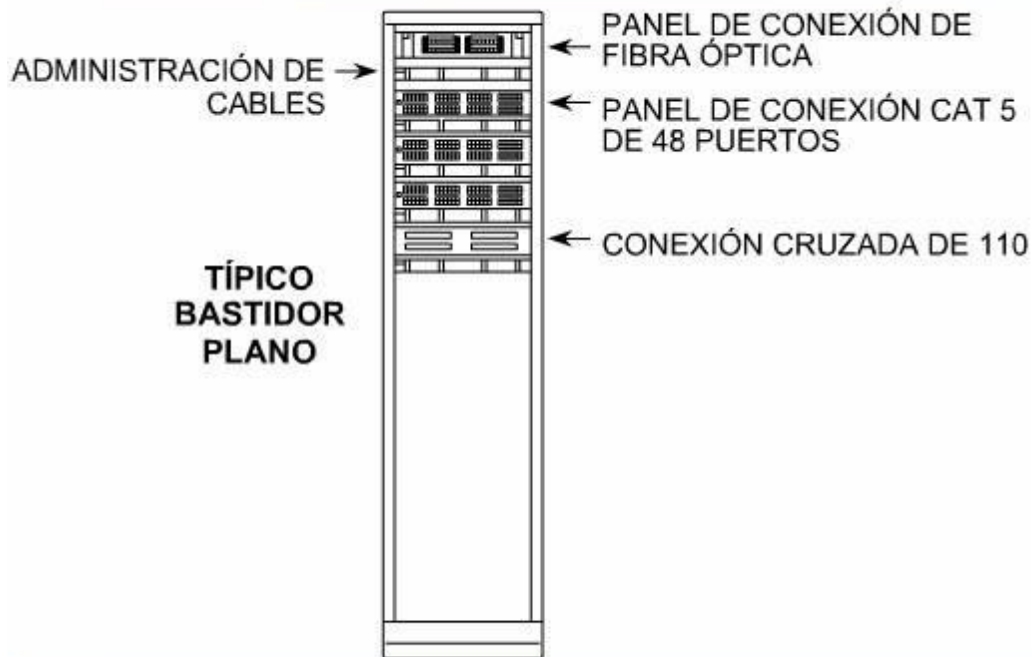 PANEL DE CONEXIÓN DE
FIBRA ÓPTICA
ADMINISTRACIÓN DE
CABLES
PANEL DE CONEXIÓN CAT 5
DE 48 PUERTOS
CONEXIÓN CRUZADA DE 110
TÍPICO
BASTIDOR
PLANO